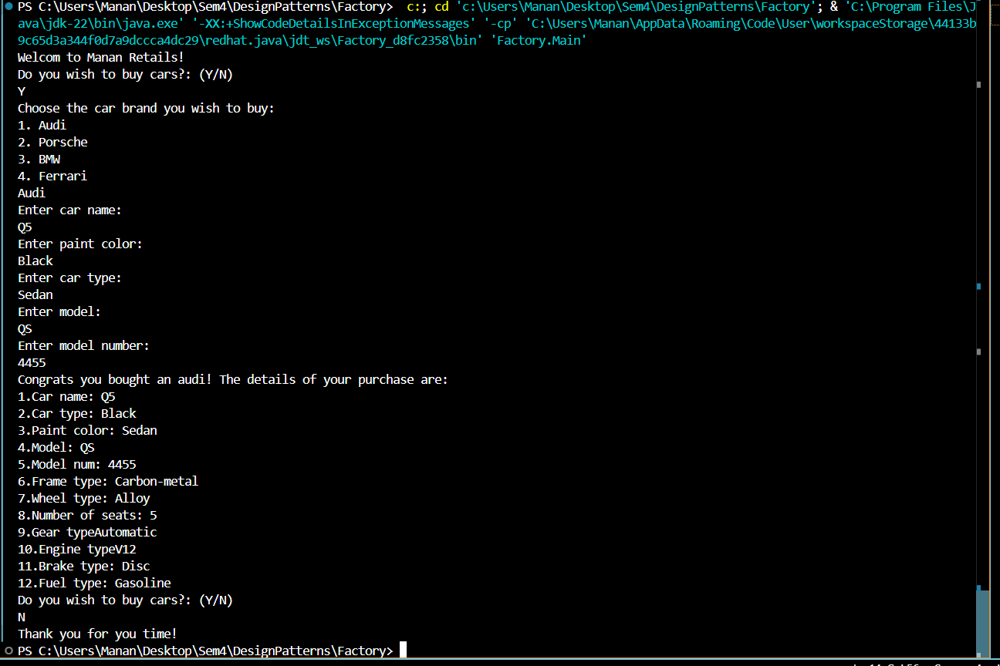 PS C:\Users\Manan\Desktop\Sem4\DesignPatterns\Factory>  c:; cd 'c:\Users\Manan\Desktop\Sem4\DesignPatterns\Factory'; & 'C:\Program Files\J
ava\jdk-22\bin\java.exe' '-XX:+ShowCodeDetailsInExceptionMessages' '-cp' 'C:\Users\Manan\AppData\Roaming\Code\User\workspaceStorage\44133b
9c65d3a344f0d7a9dccca4dc29\redhat.java\jdt_ws\Factory_d8fc2358\bin' 'Factory.Main'
Welcom to Manan Retails!
Do you wish to buy cars?: (Y/N)
Y
Choose the car brand you wish to buy:
1. Audi
2. Porsche
3. BMW
4. Ferrari
Audi
Enter car name:
Q5
Enter paint color:
Black
Enter car type:
Sedan
Enter model:
QS
Enter model number:
4455
Congrats you bought an audi! The details of your purchase are:
1.Car name: Q5
2.Car type: Black
3.Paint color: Sedan
4.Model: QS
5.Model num: 4455
6.Frame type: Carbon-metal
7.Wheel type: Alloy
8.Number of seats: 5
9.Gear typeAutomatic
10.Engine typeV12
11.Brake type: Disc
12.Fuel type: Gasoline
Do you wish to buy cars?: (Y/N)
N
Thank you for you time!
PS C:\Users\Manan\Desktop\Sem4\DesignPatterns\Factory>